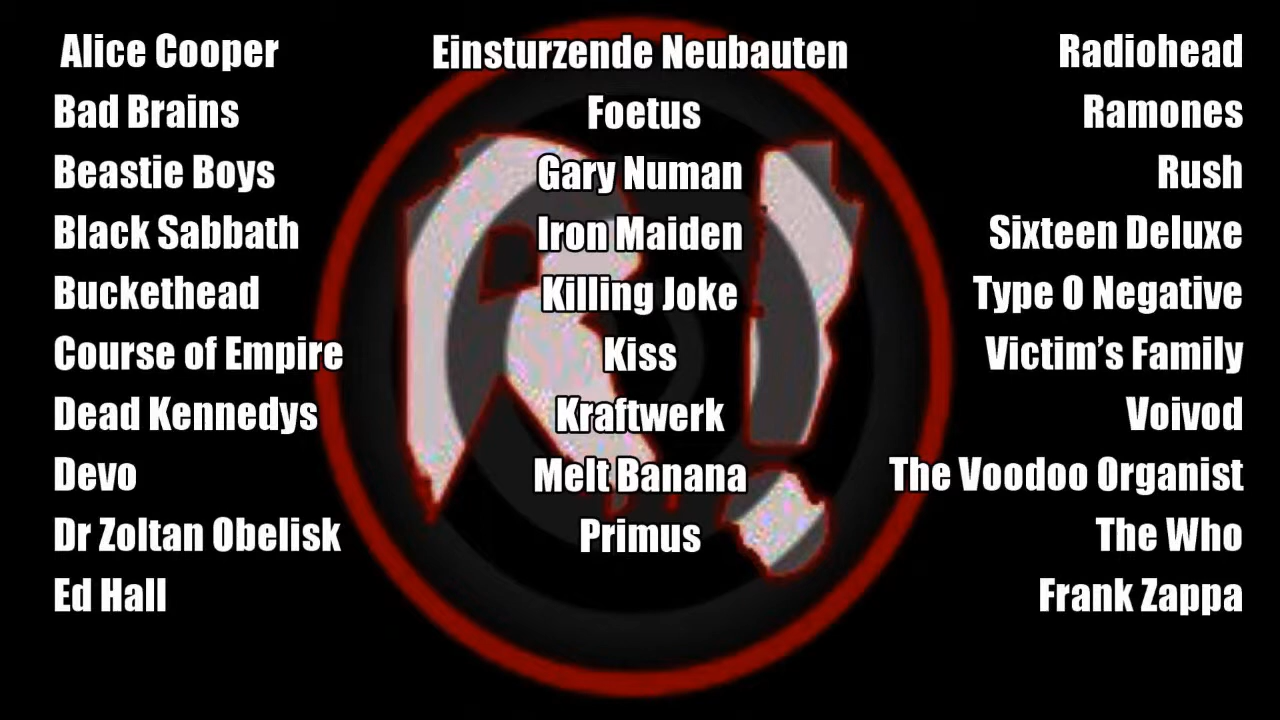 Alice Cooper
Bad Brains
Beastie Boys
Black Sabbath
Buckethead
Course of Empire
Dead Kennedys
Devo
Dr Zoltan Obelisk
Ed Hall
Einsturzende Neubauten
Foetus
Gary Numan
Iron Maiden
Killing Joke
Kiss
Kraftwerk
Melt Banana
Primus
Radiohead
Ramones
Rush
Sixteen Deluxe
Type O Negative
Victim’s Family
Voivod
The Voodoo Organist
The Who
Frank Zappa
R!